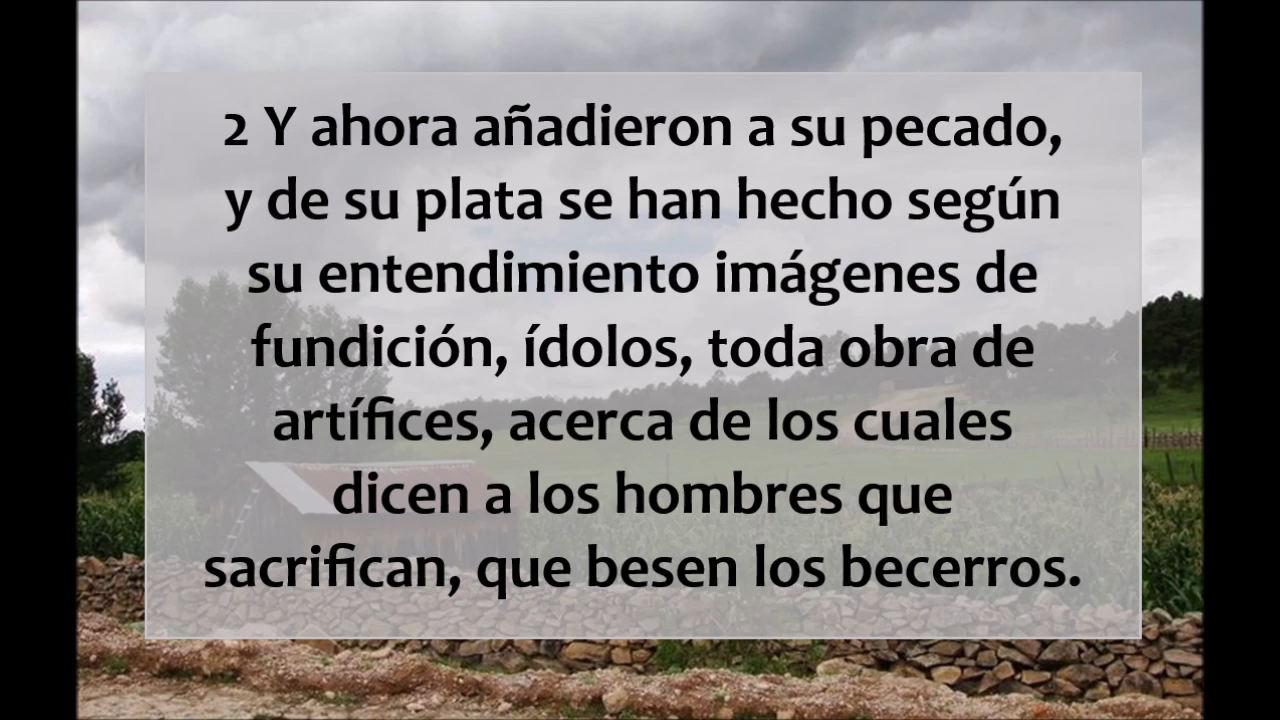 2 Y ahora añadieron a su pecado,
y de su plata se han hecho según
su entendimiento imágenes de
fundición, ídolos, toda obra de
artífices, acerca de los cuales
dicen a los hombres que
sacrifican, que besen los becerros.